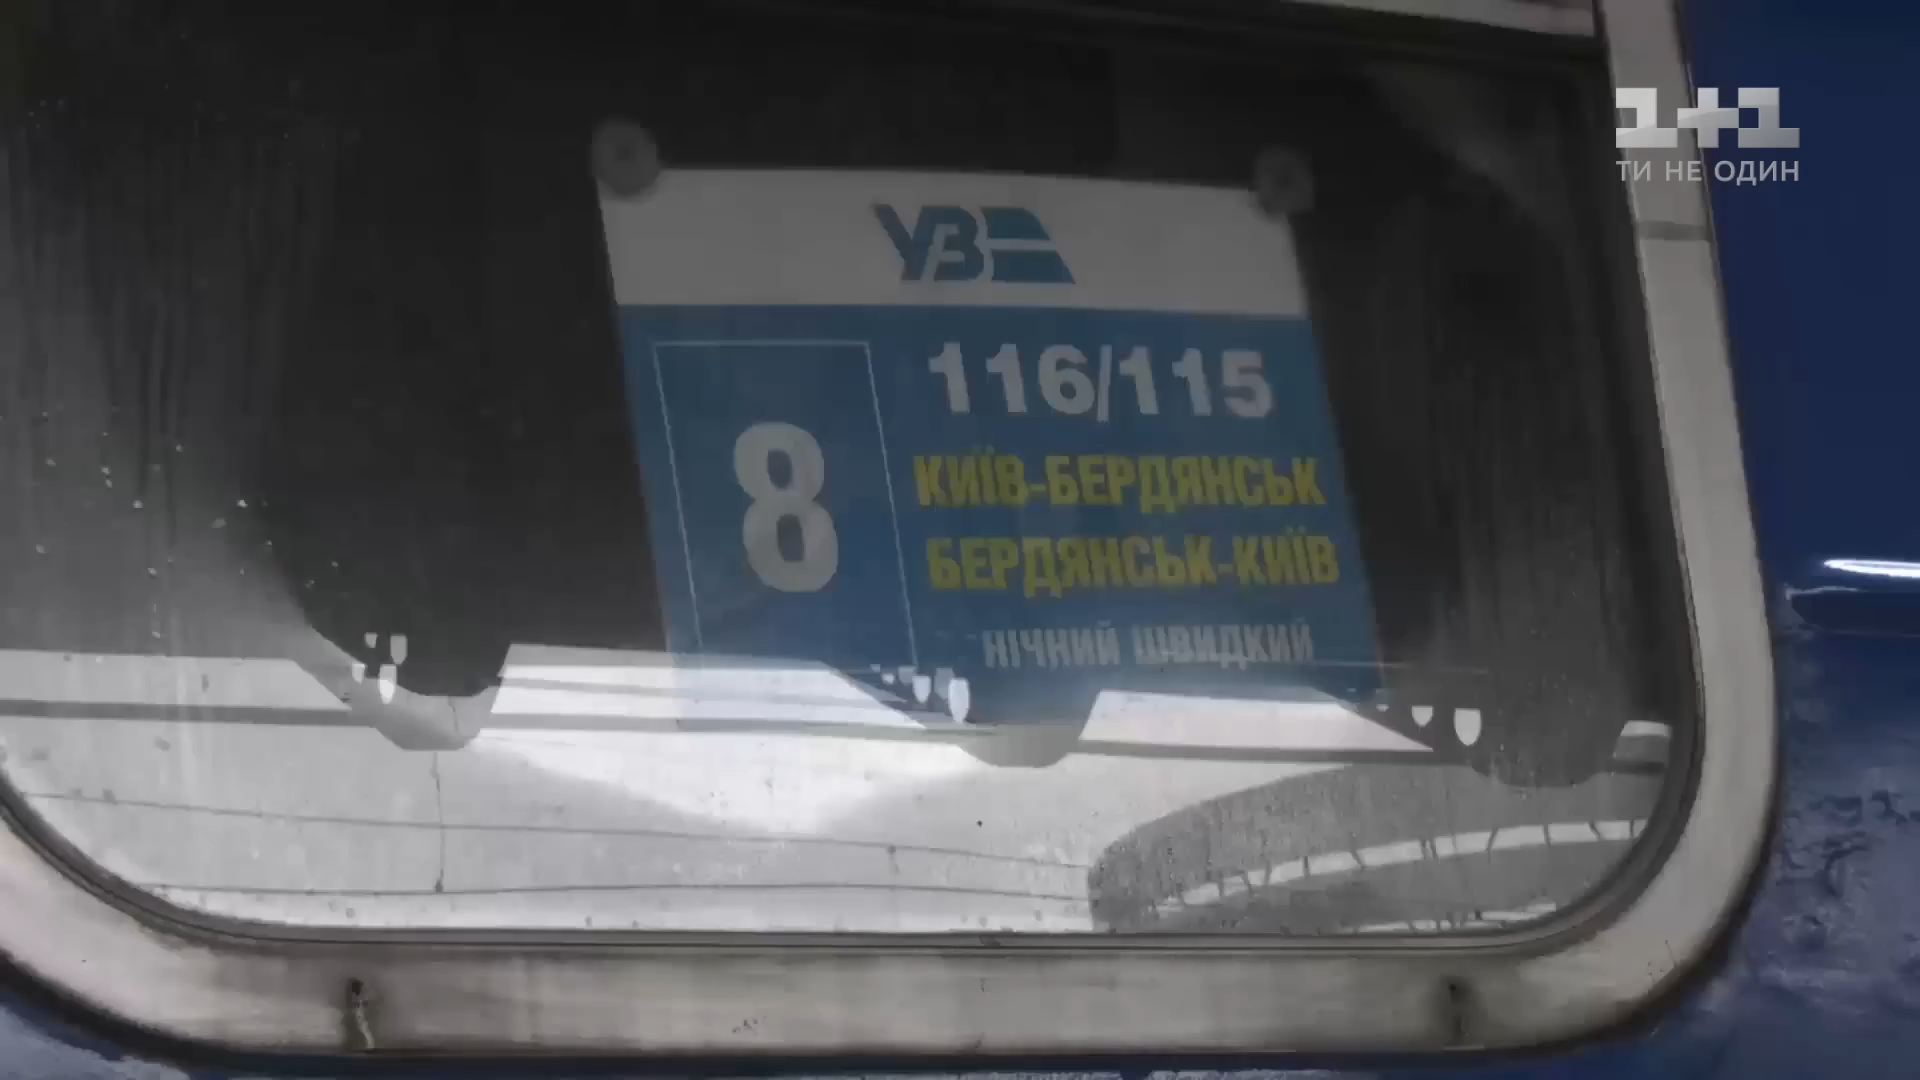 1+1
ТИ НЕ ОДИН
УЗ
116/115
8
КИЇВ-БЕРДЯНСЬК
БЕРДЯНСЬК-КИЇВ
НІЧНИЙ ШВИДКИЙ